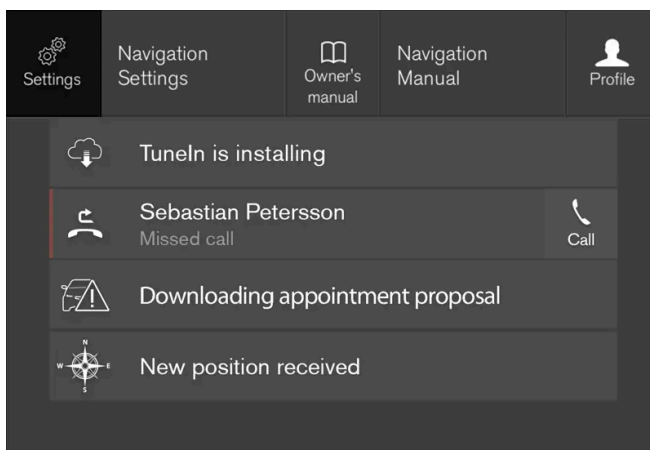 Settings
Navigation
Settings
Owner's
manual
Navigation
Manual
Profile
TuneIn is installing
Sebastian Petersson
Missed call
Call
Downloading appointment proposal
N
W
E
S
New position received